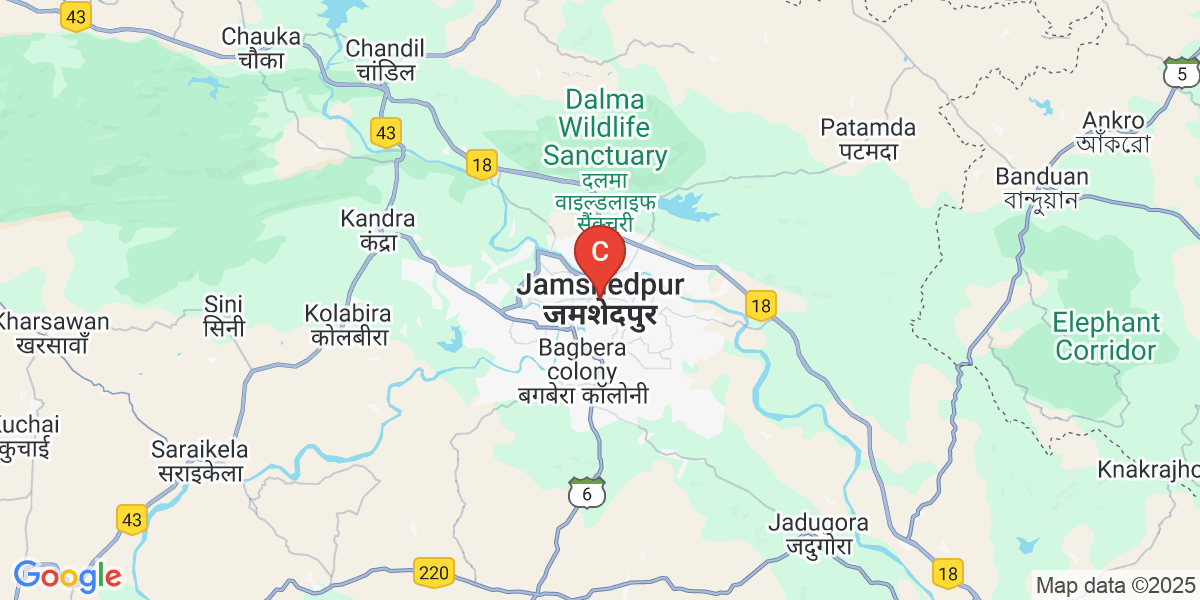 43
Chauka
चौका
Chandil
चांडिल
43
18
Dalma
Wildlife
Sanctuary
दलमा
वाइल्डलाइफ
सैंक्चुरी
Patamda
पटमदा
5
Ankro
আঁকরো
Banduan
বান্দুয়ান
Kandra
कंद्रा
C
Jamshedpur
जमशेदपुर
18
Sini
सिनी
Kolabira
कोलबीरा
Kharsawan
खरसावाँ
Bagbera
colony
बगबेरा कॉलोनी
Elephant
Corridor
Kuchai
कुचाई
Saraikela
सराइकेला
Knakrajho
6
43
Jadugora
जदुगोरा
220
18
Google
Map data ©2025